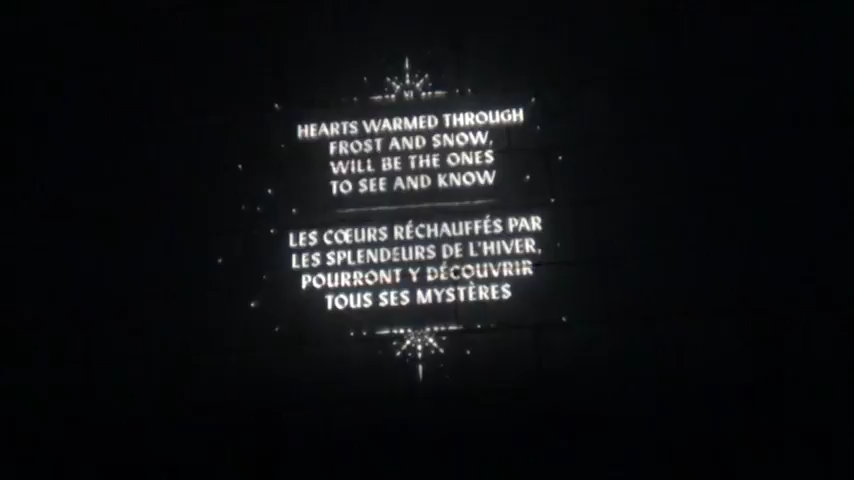 VI
HEARTS WARMED THROUGH
FROST AND SNOW,
WILL BE THE ONES
TO SEE AND KNOW
LES CŒURS RÉCHAUFFÉS PAR
LES SPLENDEURS DE L'HIVER,
POURRONT Y DÉCOUVRIR
TOUS SES MYSTÈRES